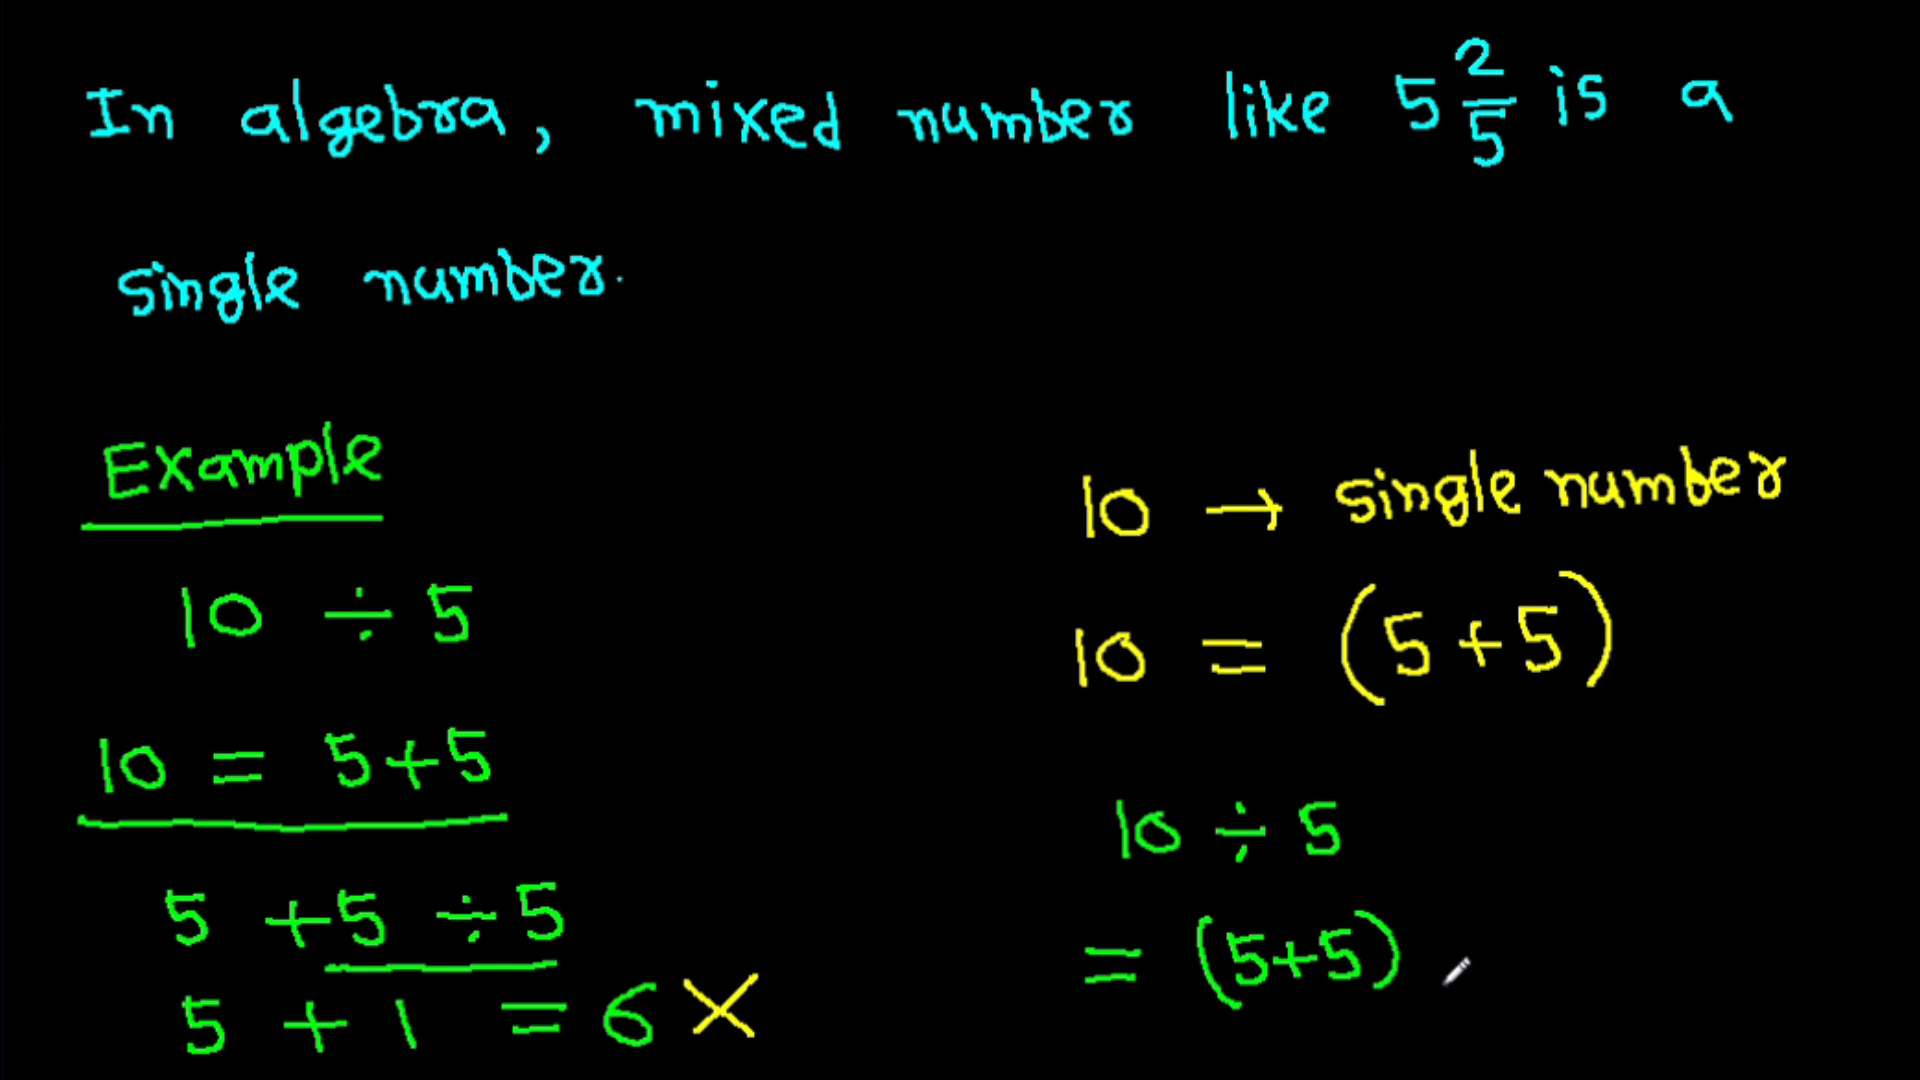 In algebra, mixed number like 5 2/5 is a
single number.
Example
10 ÷ 5
10 = 5+5
5 + 5 ÷ 5
5 + 1 = 6 ×
10 → single number
10 = (5+5)
10 ÷ 5
= (5+5)